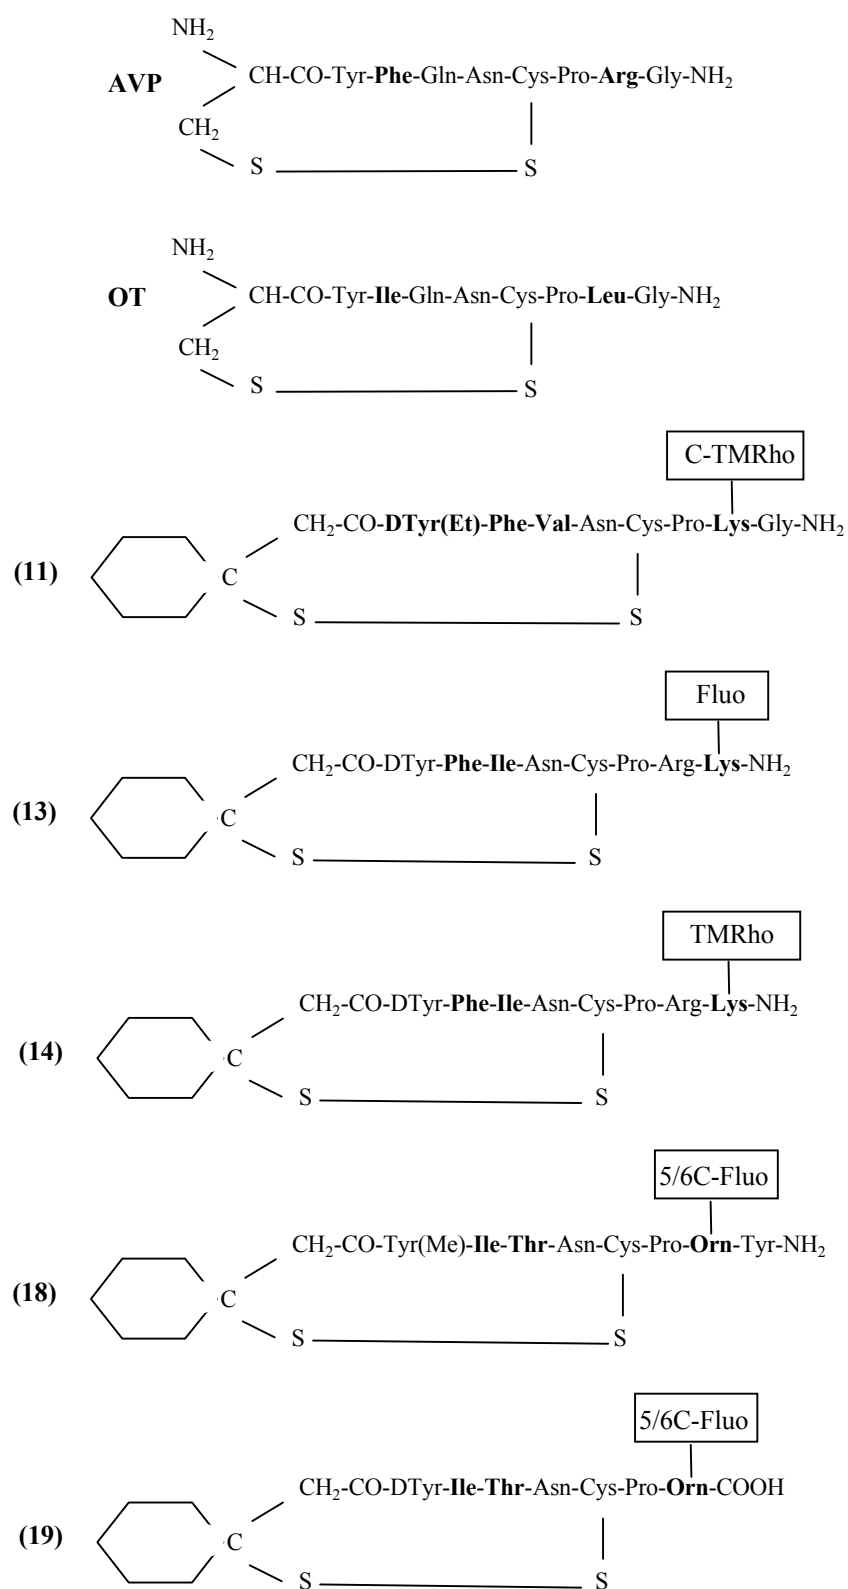 NH₂
AVP CH-CO-Tyr-Phe-Gln-Asn-Cys-Pro-Arg-Gly-NH₂
CH₂
S S
NH₂
OT CH-CO-Tyr-Ile-Gln-Asn-Cys-Pro-Leu-Gly-NH₂
CH₂
S S
C-TMRho
CH₂-CO-DTyr(Et)-Phe-Val-Asn-Cys-Pro-Lys-Gly-NH₂
(11) C
S S
Fluo
CH₂-CO-DTyr-Phe-Ile-Asn-Cys-Pro-Arg-Lys-NH₂
(13) C
S S
TMRho
CH₂-CO-DTyr-Phe-Ile-Asn-Cys-Pro-Arg-Lys-NH₂
(14) C
S S
5/6C-Fluo
CH₂-CO-Tyr(Me)-Ile-Thr-Asn-Cys-Pro-Orn-Tyr-NH₂
(18) C
S S
5/6C-Fluo
CH₂-CO-DTyr-Ile-Thr-Asn-Cys-Pro-Orn-COOH
(19) C
S S